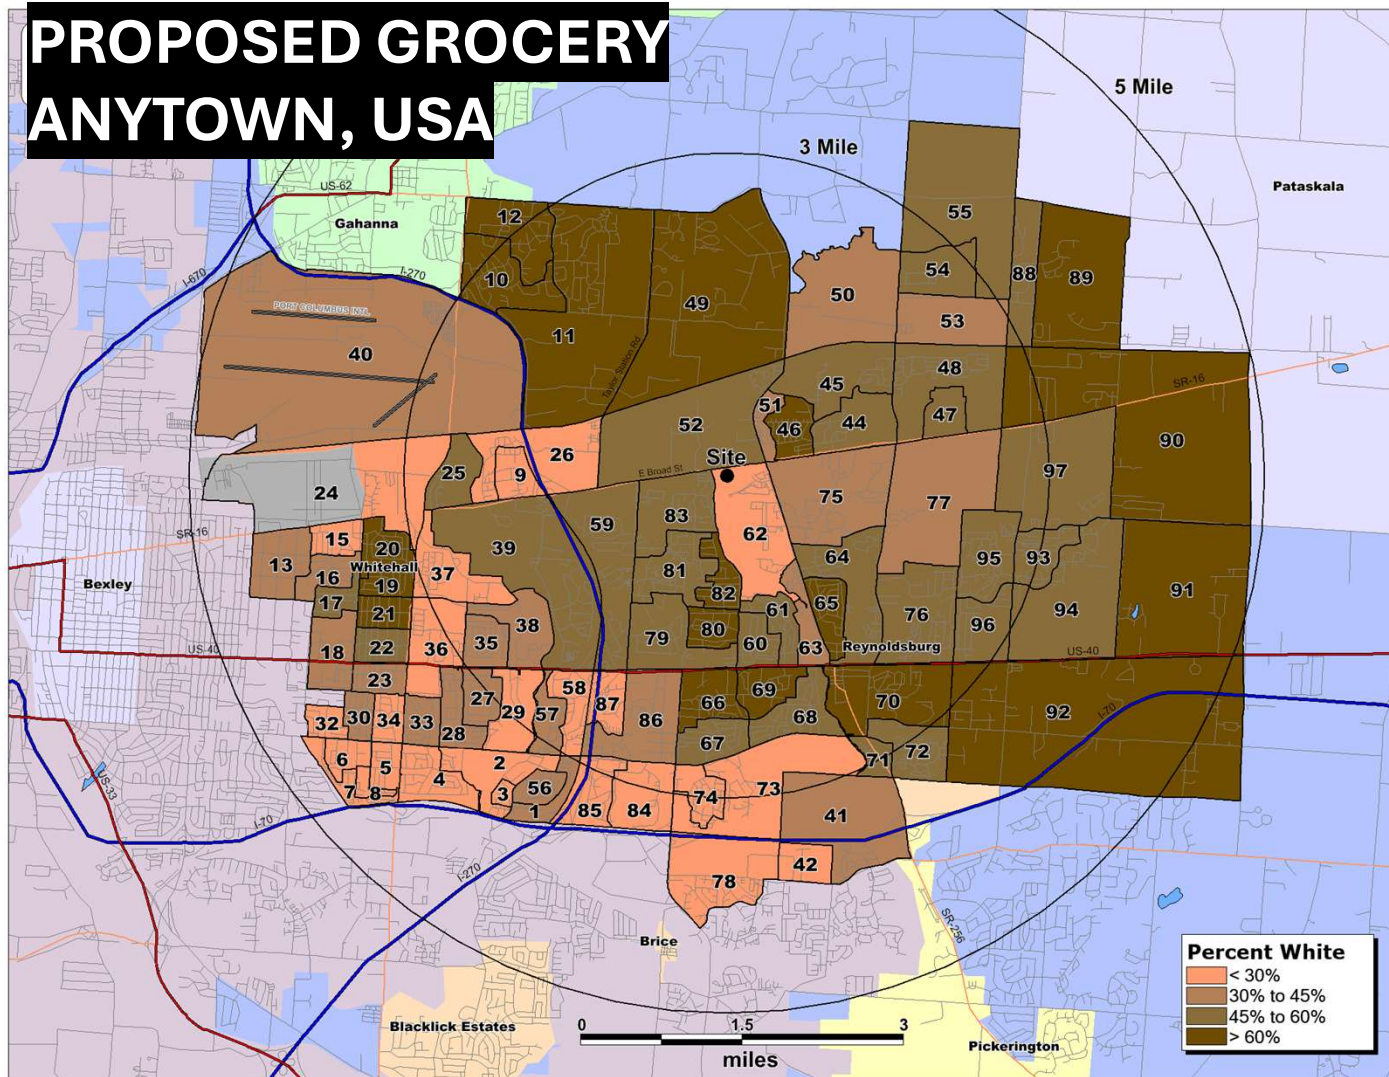 PROPOSED GROCERY
ANYTOWN, USA
5 Mile
3 Mile
US-62
Pataskala
12
55
Gahanna
I-670
I-270
10
54
88
89
49
50
PORT COLUMBUS INTL
11
53
40
Taylor Station Rd
48
45
SR-16
51
47
44
52
46
90
26
Site
25
9
E Broad St
97
24
75
77
83
59
62
SR-16
15
20
39
64
95
93
13
Whitehall
81
16
37
Bexley
19
82
91
17
65
21
61
94
76
38
80
96
79
35
60
22
36
63
Reynoldsburg
18
US-40
US-40
23
58
69
27
87
66
70
29
57
I-70
92
30
34
33
86
68
32
28
67
72
6
2
71
5
4
US-33
56
73
7
8
3
74
85
84
1
41
I-70
42
I-270
78
SR-256
Brice
Percent White
< 30%
30% to 45%
45% to 60%
> 60%
0 1.5 3
miles
Blacklick Estates
Pickerington